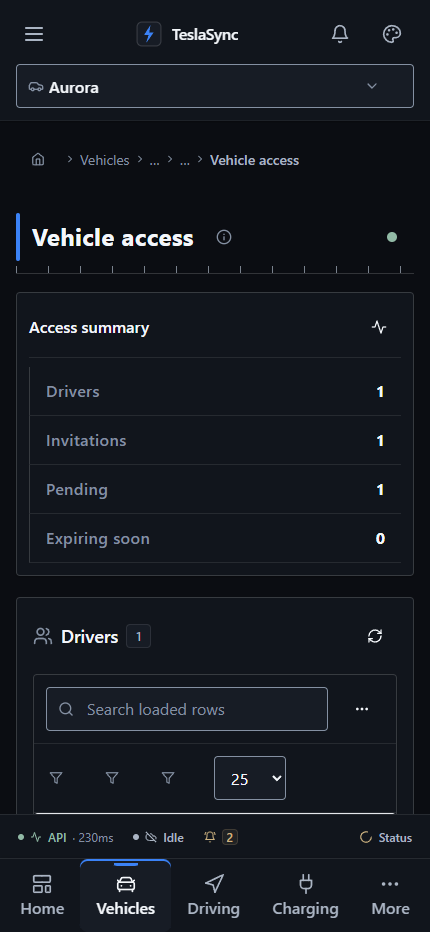 TeslaSync
Aurora
Vehicles ... ... Vehicle access
Vehicle access
Access summary
Drivers 1
Invitations 1
Pending 1
Expiring soon 0
Drivers 1
Search loaded rows ...
25
API · 230ms Idle 2 Status
Home Vehicles Driving Charging More